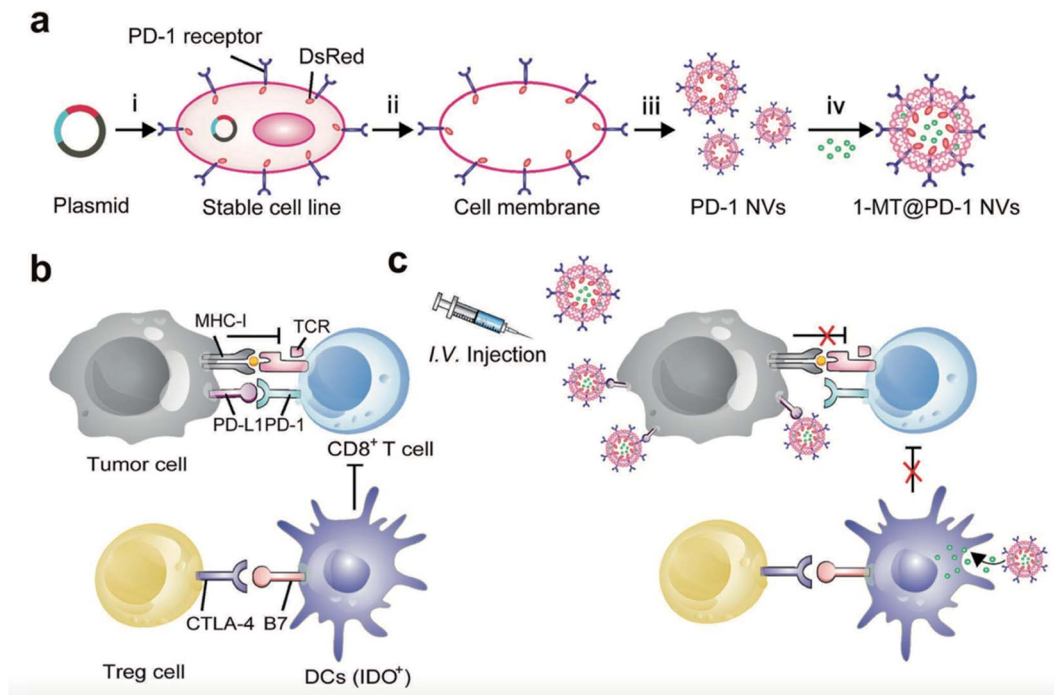 a
PD-1 receptor
DsRed
i
ii
iii
iv
Plasmid
Stable cell line
Cell membrane
PD-1 NVs
1-MT@PD-1 NVs
b
MHC-I
TCR
PD-L1
PD-1
Tumor cell
CD8⁺ T cell
CTLA-4
B7
Treg cell
DCs (IDO⁺)
c
I.V. Injection